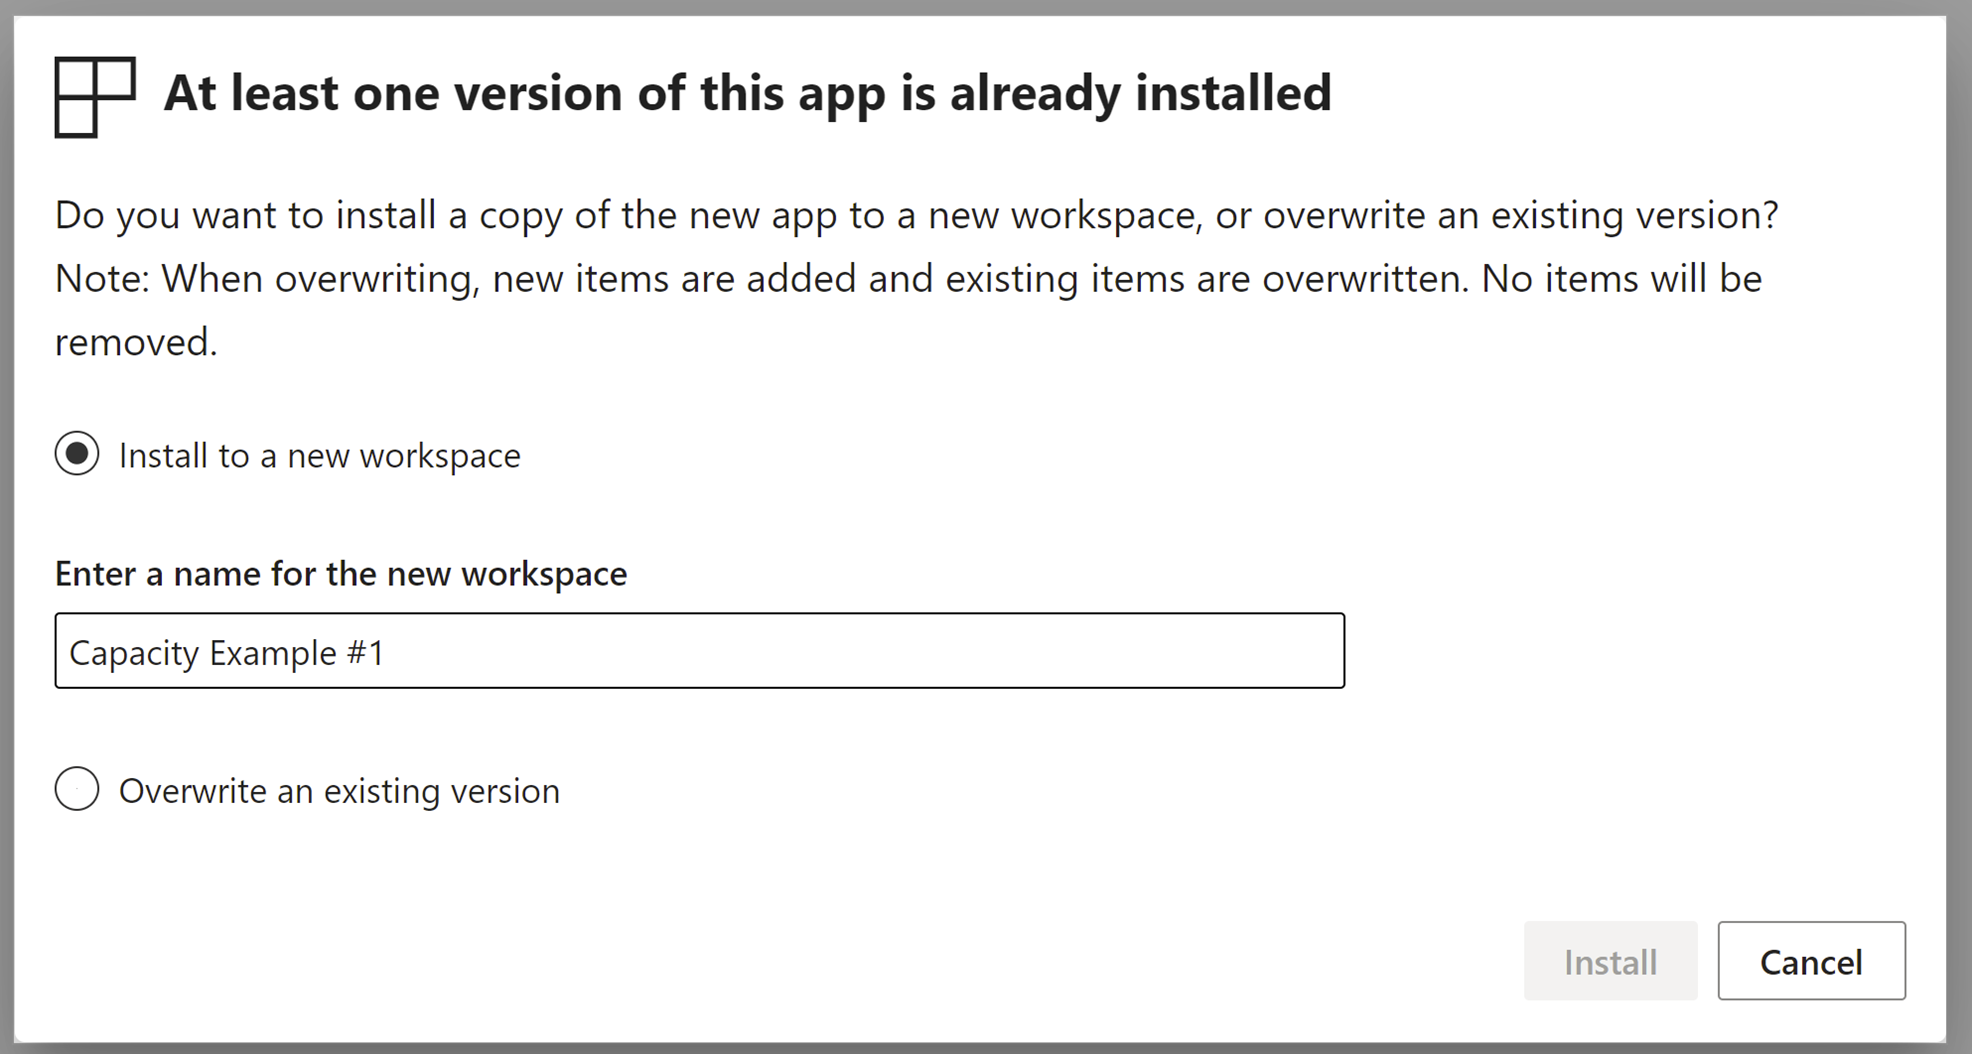 At least one version of this app is already installed
Do you want to install a copy of the new app to a new workspace, or overwrite an existing version?
Note: When overwriting, new items are added and existing items are overwritten. No items will be
removed.
Install to a new workspace
Enter a name for the new workspace
Capacity Example #1
Overwrite an existing version
Install
Cancel